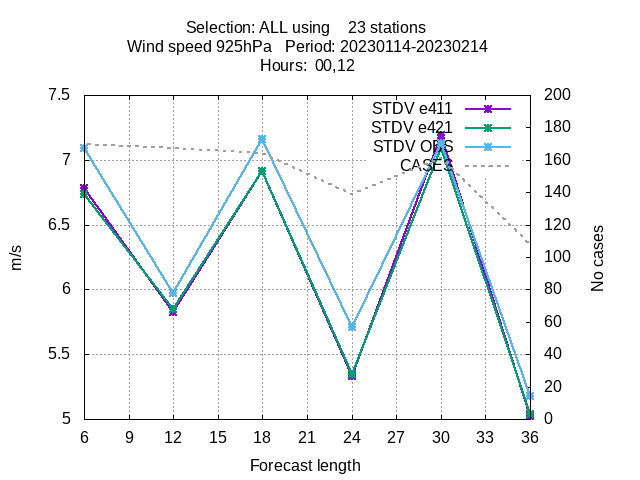 Selection: ALL using 23 stations
Wind speed 925hPa Period: 20230114-20230214
Hours: 00,12
STDV e411
STDV e421
STDV OBS
CASES
7.5
7
6.5
6
5.5
5
m/s
200
180
160
140
120
100
80
60
40
20
0
No cases
6 9 12 15 18 21 24 27 30 33 36
Forecast length